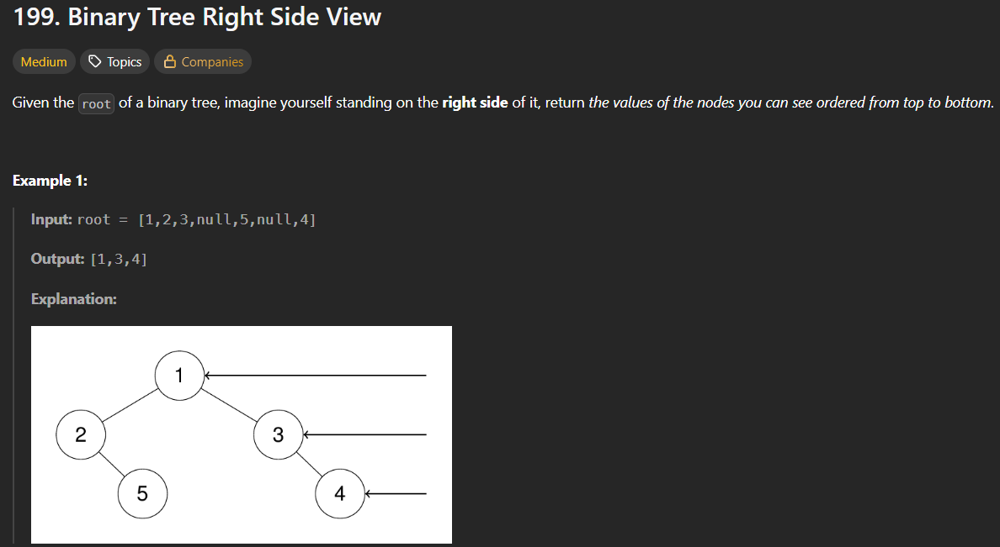 199. Binary Tree Right Side View
Medium Topics Companies
Given the root of a binary tree, imagine yourself standing on the right side of it, return the values of the nodes you can see ordered from top to bottom.
Example 1:
Input: root = [1,2,3,null,5,null,4]
Output: [1,3,4]
Explanation:
1
2 3
5 4